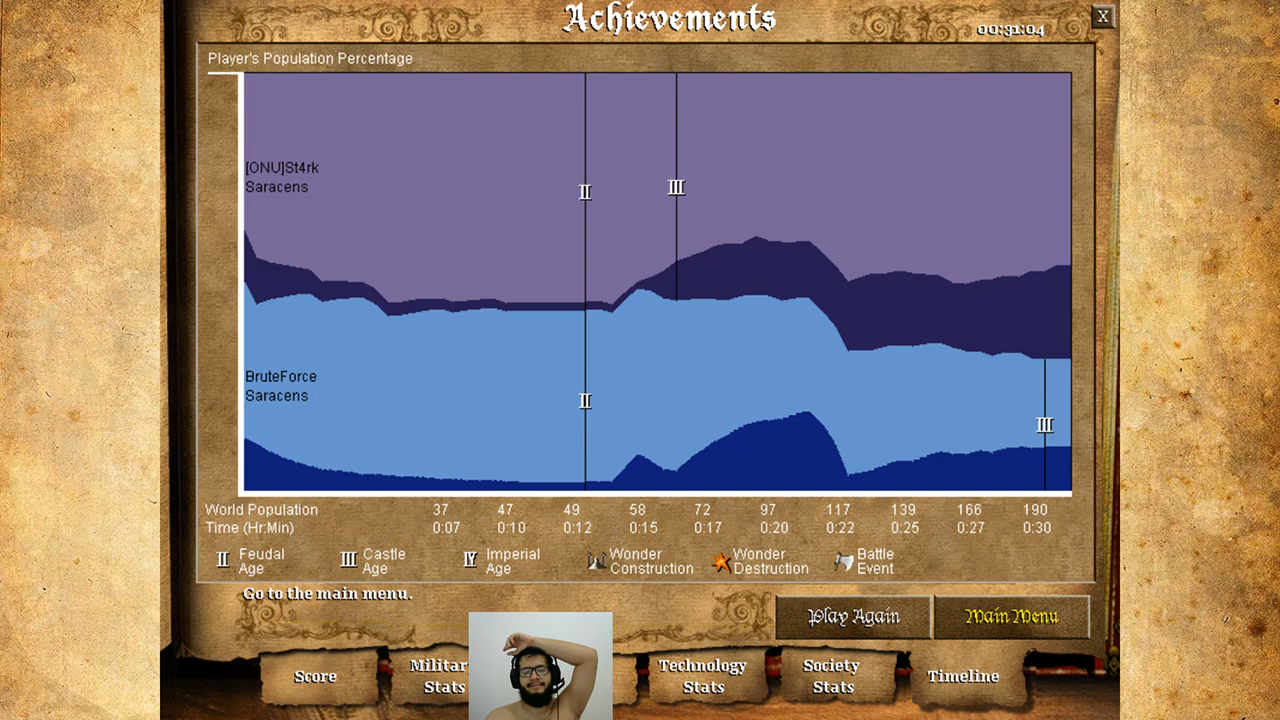 Achievements
00:31:04
X
Player's Population Percentage
[ONU]St4rk
Saracens
II
III
BruteForce
Saracens
II
III
World Population 37 47 49 58 72 97 117 139 166 190
Time (Hr:Min) 0:07 0:10 0:12 0:15 0:17 0:20 0:22 0:25 0:27 0:30
II Feudal Age
III Castle Age
IV Imperial Age
Wonder Construction
Wonder Destruction
Battle Event
Go to the main menu.
Play Again
Main Menu
Score
Militar
Stats
Technology
Stats
Society
Stats
Timeline